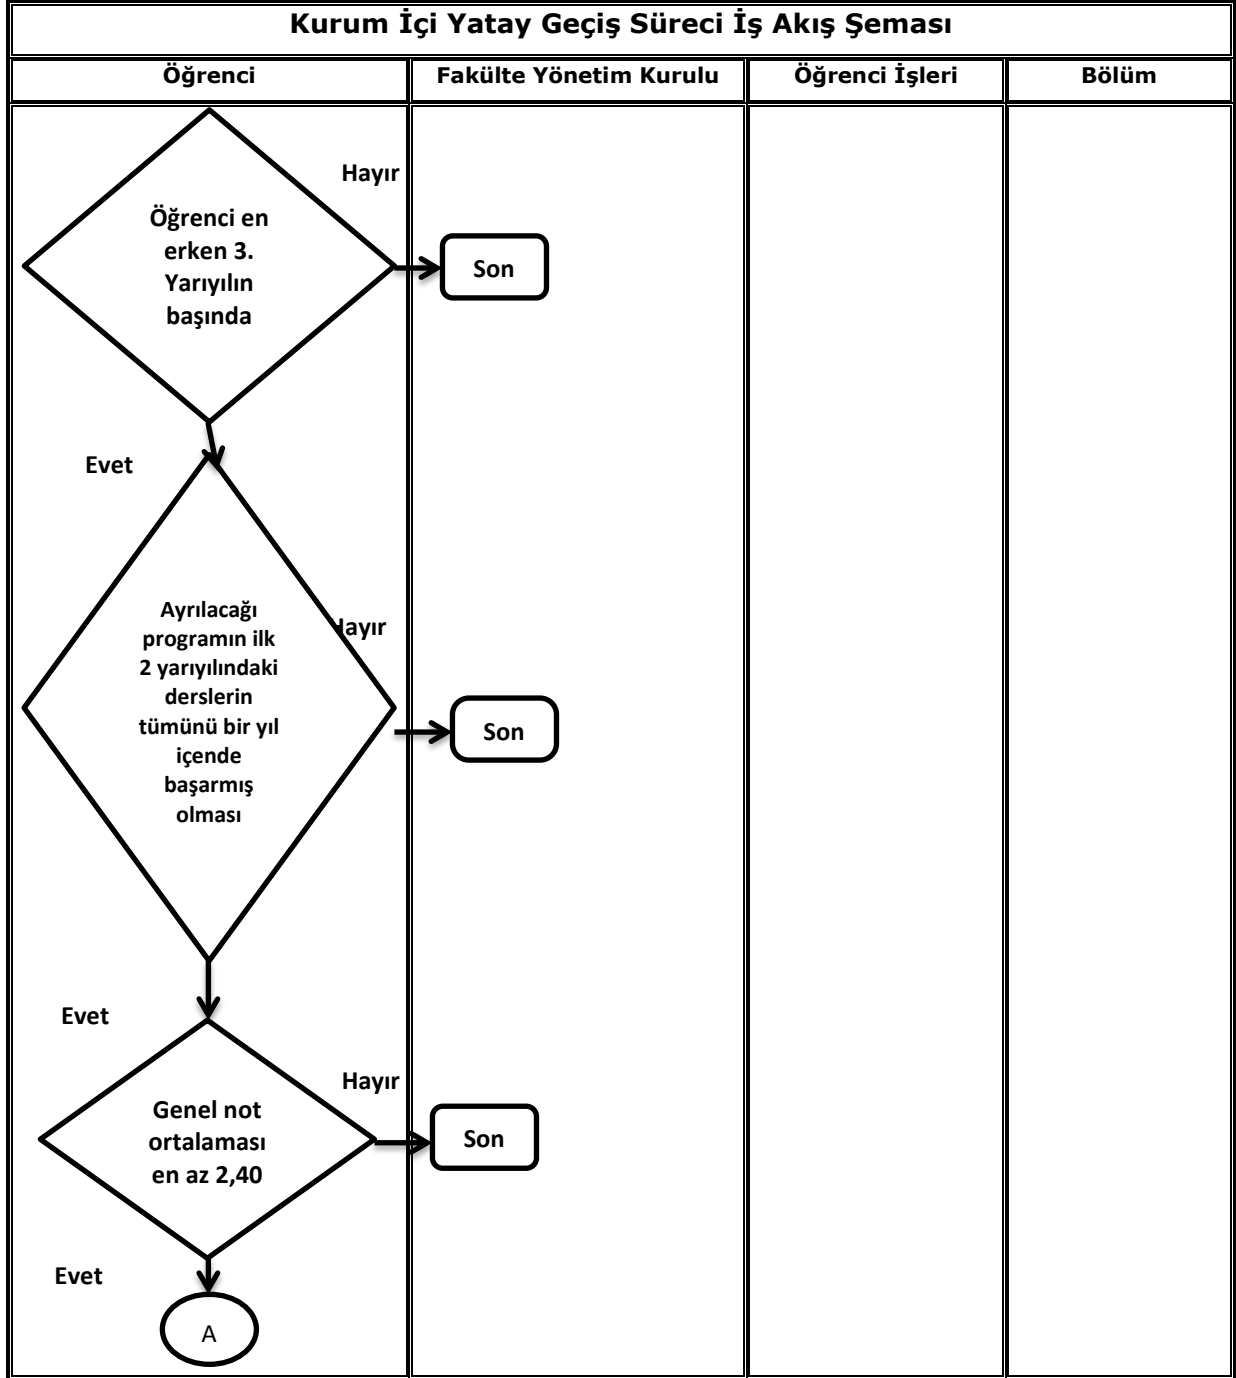 Kurum İçi Yatay Geçiş Süreci İş Akış Şeması
Öğrenci
Fakülte Yönetim Kurulu
Öğrenci İşleri
Bölüm
Hayır
Öğrenci en
erken 3.
Yarıyılın
başında
Son
Evet
Ayrılacağı
programın ilk
2 yarıyılındaki
derslerin
tümünü bir yıl
içende
başarmış
olması
Hayır
Son
Evet
Hayır
Genel not
ortalaması
en az 2,40
Son
Evet
A